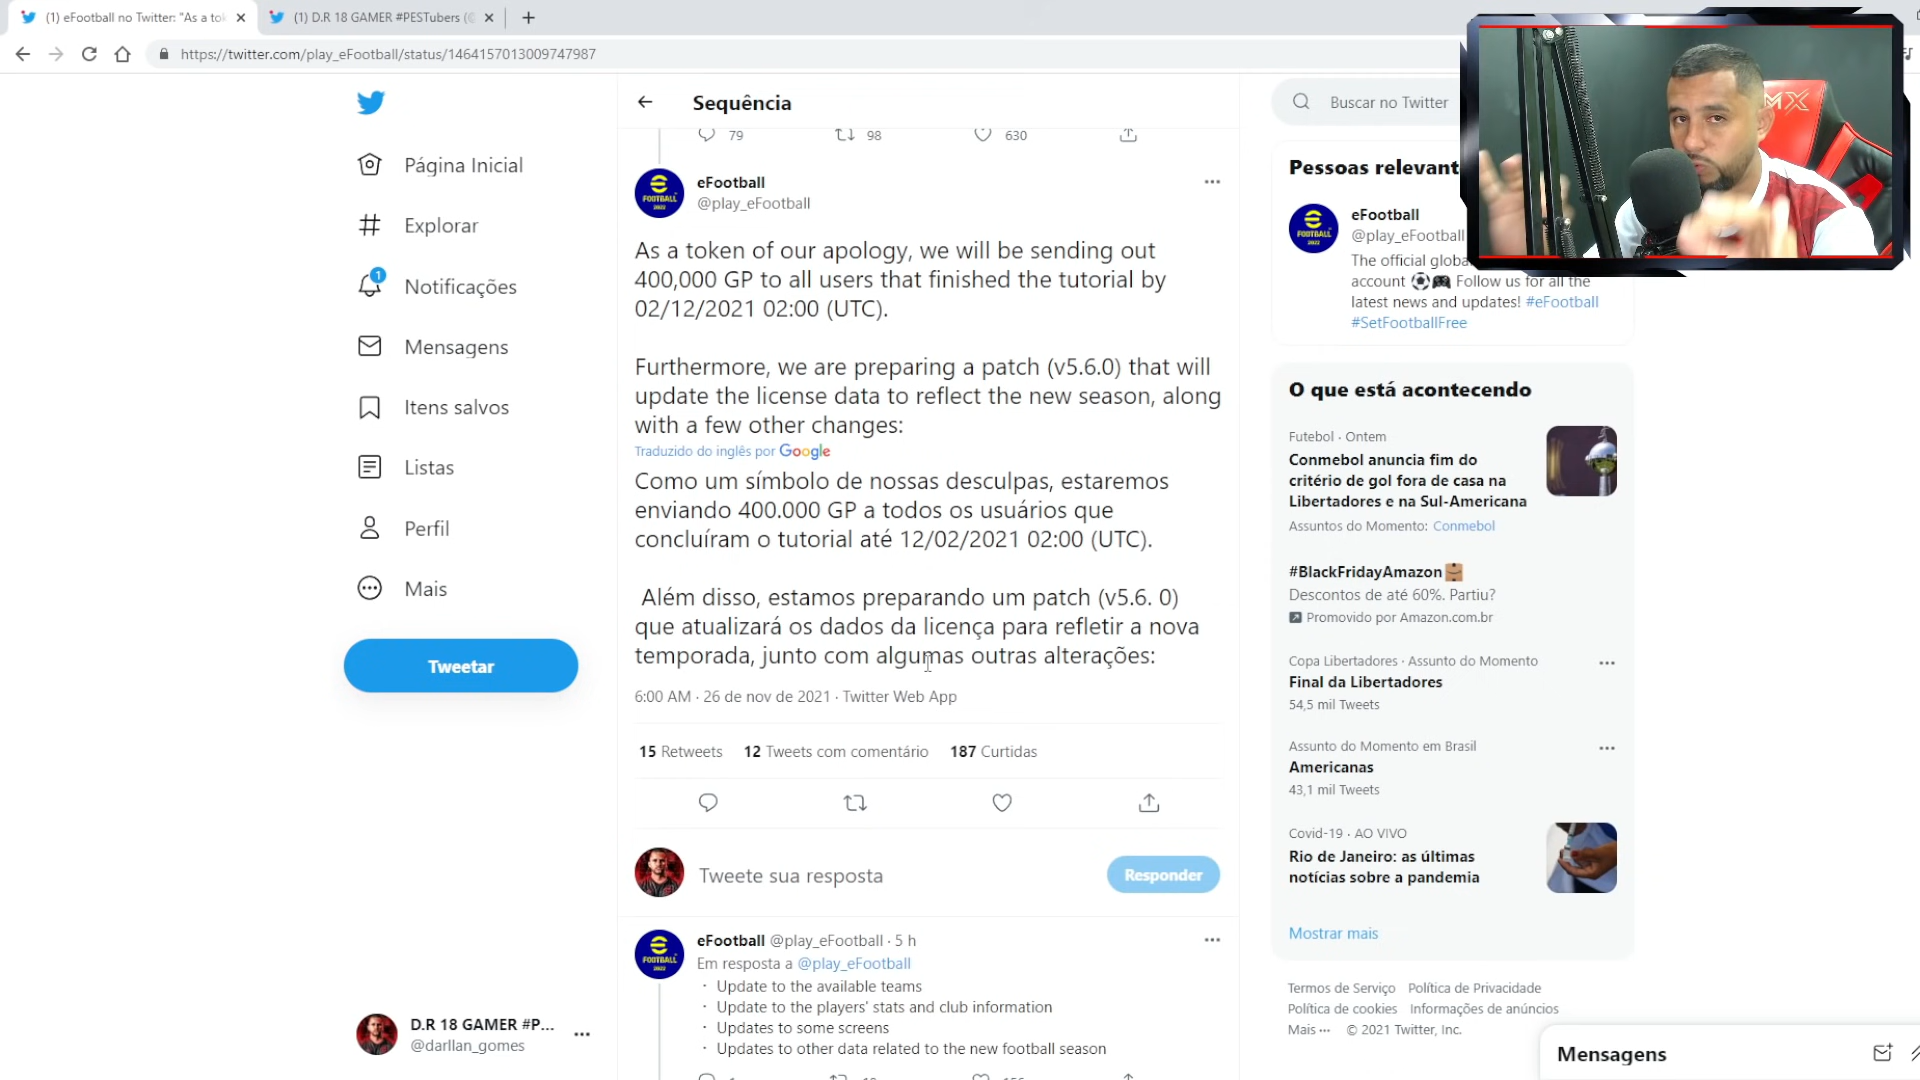 (1) eFootball no Twitter: "As a to
(1) D.R 18 GAMER #PESTubers (
https://twitter.com/play_eFootball/status/1464157013009747987
Página Inicial
Explorar
1
Notificações
Mensagens
Itens salvos
Listas
Perfil
Mais
Tweetar
D.R 18 GAMER #P...
@darllan_gomes
Sequência
79
98
630
eFootball
@play_eFootball
As a token of our apology, we will be sending out
400,000 GP to all users that finished the tutorial by
02/12/2021 02:00 (UTC).
Furthermore, we are preparing a patch (v5.6.0) that will
update the license data to reflect the new season, along
with a few other changes:
Traduzido do inglês por Google
Como um símbolo de nossas desculpas, estaremos
enviando 400.000 GP a todos os usuários que
concluíram o tutorial até 12/02/2021 02:00 (UTC).
Além disso, estamos preparando um patch (v5.6. 0)
que atualizará os dados da licença para refletir a nova
temporada, junto com algumas outras alterações:
6:00 AM · 26 de nov de 2021 · Twitter Web App
15 Retweets 12 Tweets com comentário 187 Curtidas
Tweete sua resposta
Responder
eFootball @play_eFootball · 5 h
Em resposta a @play_eFootball
· Update to the available teams
· Update to the players' stats and club information
· Updates to some screens
· Updates to other data related to the new football season
Buscar no Twitter
Pessoas relevant
eFootball
@play_eFootball
The official globa
account Follow us for all the
latest news and updates! #eFootball
#SetFootballFree
O que está acontecendo
Futebol · Ontem
Conmebol anuncia fim do
critério de gol fora de casa na
Libertadores e na Sul-Americana
Assuntos do Momento: Conmebol
#BlackFridayAmazon
Descontos de até 60%. Partiu?
Promovido por Amazon.com.br
Copa Libertadores · Assunto do Momento
Final da Libertadores
54,5 mil Tweets
Assunto do Momento em Brasil
Americanas
43,1 mil Tweets
Covid-19 · AO VIVO
Rio de Janeiro: as últimas
notícias sobre a pandemia
Mostrar mais
Termos de Serviço Política de Privacidade
Política de cookies Informações de anúncios
Mais ··· © 2021 Twitter, Inc.
Mensagens